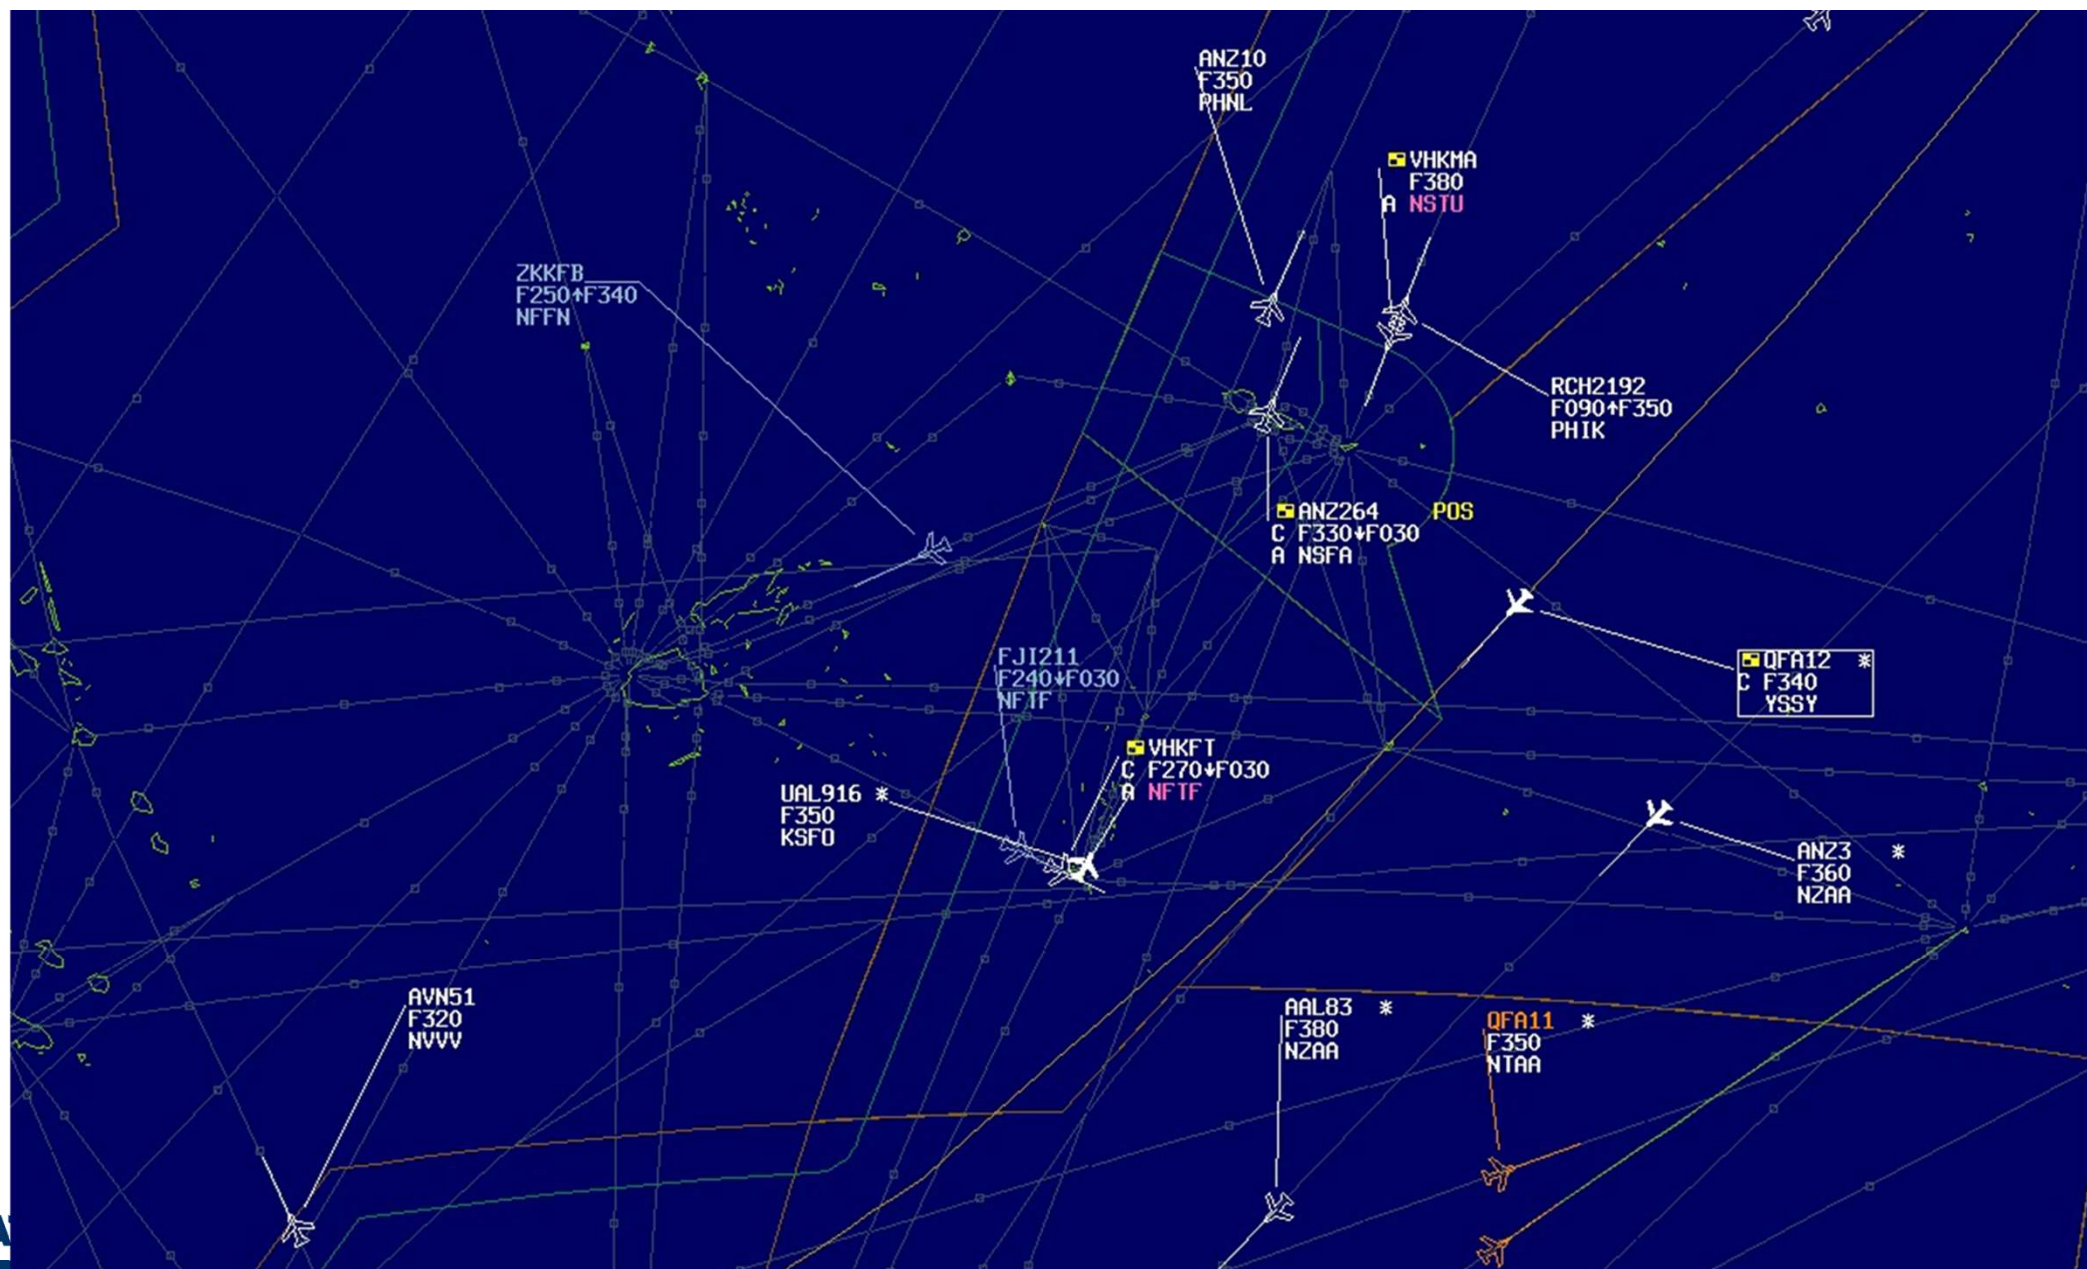 ANZ10
F350
PHNL
VHKMA
F380
A NSTU
ZKKFB
F250↑F340
NFFN
RCH2192
F090↑F350
PHIK
ANZ264
C F330↓F030
A NSFA
POS
FJI211
F240↓F030
NFTF
QFA12 *
C F340
YSSY
VHKFT
C F270↓F030
A NFTF
UAL916 *
F350
KSFO
ANZ3 *
F360
NZAA
AVN51
F320
NVVV
AAL83 *
F380
NZAA
QFA11 *
F350
NTAA